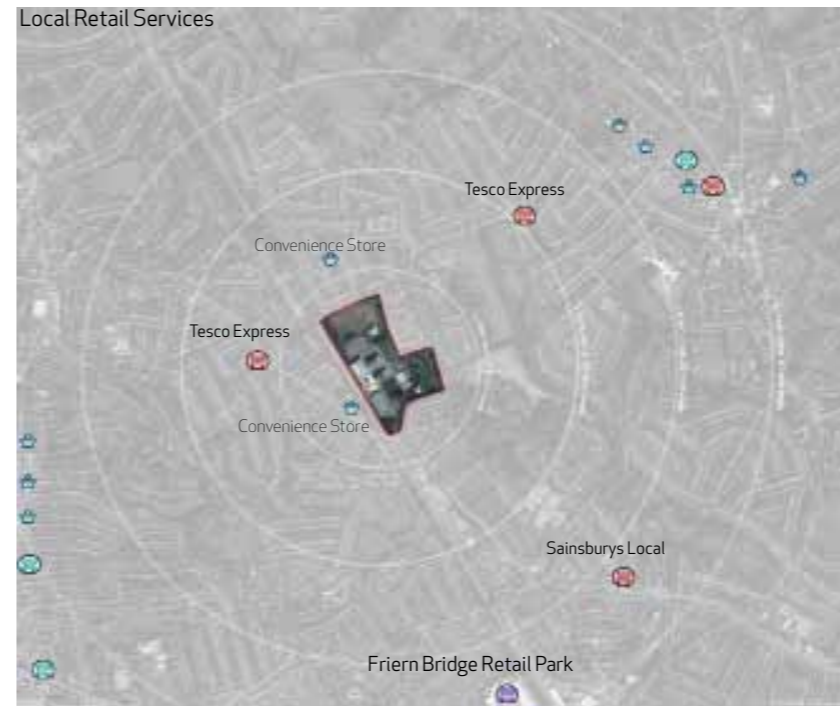 Local Retail Services
Tesco Express
Convenience Store
Tesco Express
Convenience Store
Sainsburys Local
Friern Bridge Retail Park